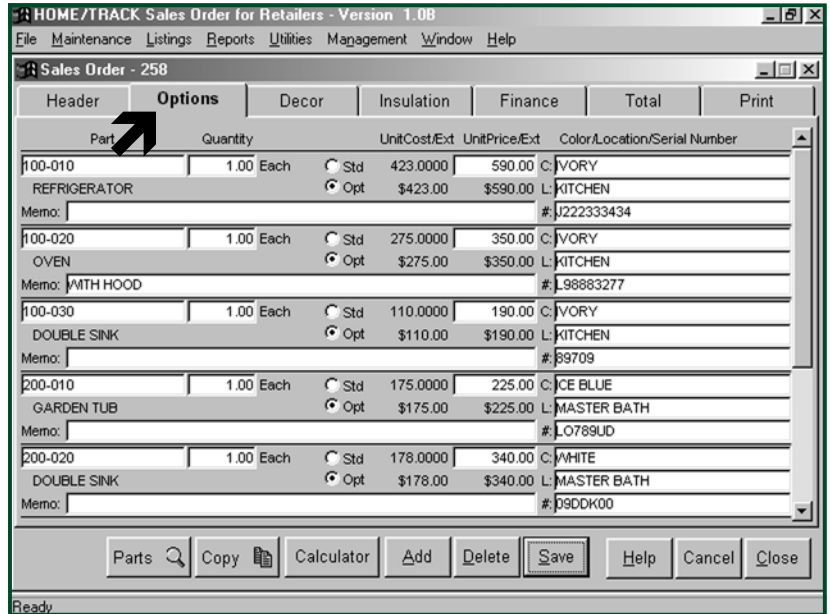 HOME/TRACK Sales Order for Retailers - Version 1.0B
File Maintenance Listings Reports Utilities Management Window Help
Sales Order - 258
Header Options Decor Insulation Finance Total Print
Part Quantity UnitCost/Ext UnitPrice/Ext Color/Location/Serial Number
100-010 1.00 Each Std 423.0000 590.00 C: IVORY
REFRIGERATOR Opt $423.00 $590.00 L: KITCHEN
Memo: #: J222333434
100-020 1.00 Each Std 275.0000 350.00 C: IVORY
OVEN Opt $275.00 $350.00 L: KITCHEN
Memo: WITH HOOD #: L98883277
100-030 1.00 Each Std 110.0000 190.00 C: IVORY
DOUBLE SINK Opt $110.00 $190.00 L: KITCHEN
Memo: #: 89709
200-010 1.00 Each Std 175.0000 225.00 C: ICE BLUE
GARDEN TUB Opt $175.00 $225.00 L: MASTER BATH
Memo: #: LO789UD
200-020 1.00 Each Std 178.0000 340.00 C: WHITE
DOUBLE SINK Opt $178.00 $340.00 L: MASTER BATH
Memo: #: 09DDK00
Parts Copy Calculator Add Delete Save Help Cancel Close
Ready